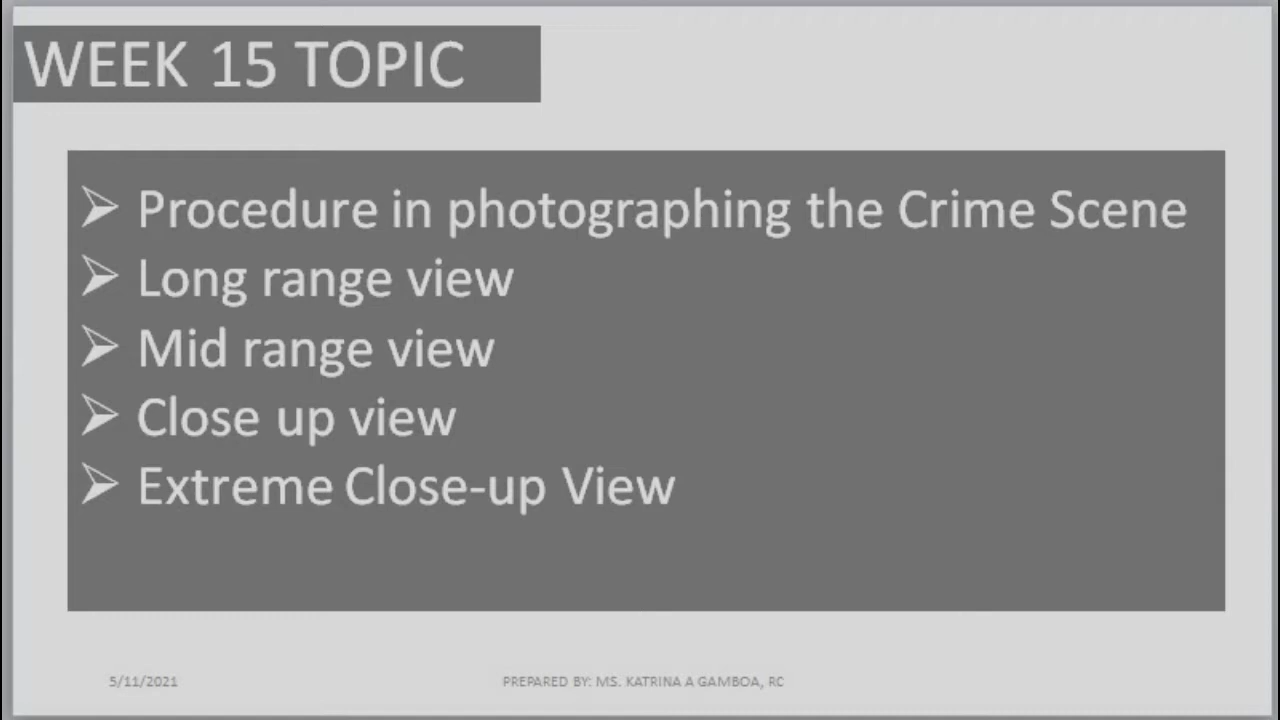 WEEK 15 TOPIC
➢ Procedure in photographing the Crime Scene
➢ Long range view
➢ Mid range view
➢ Close up view
➢ Extreme Close-up View
5/11/2021
PREPARED BY: MS. KATRINA A GAMBOA, RC